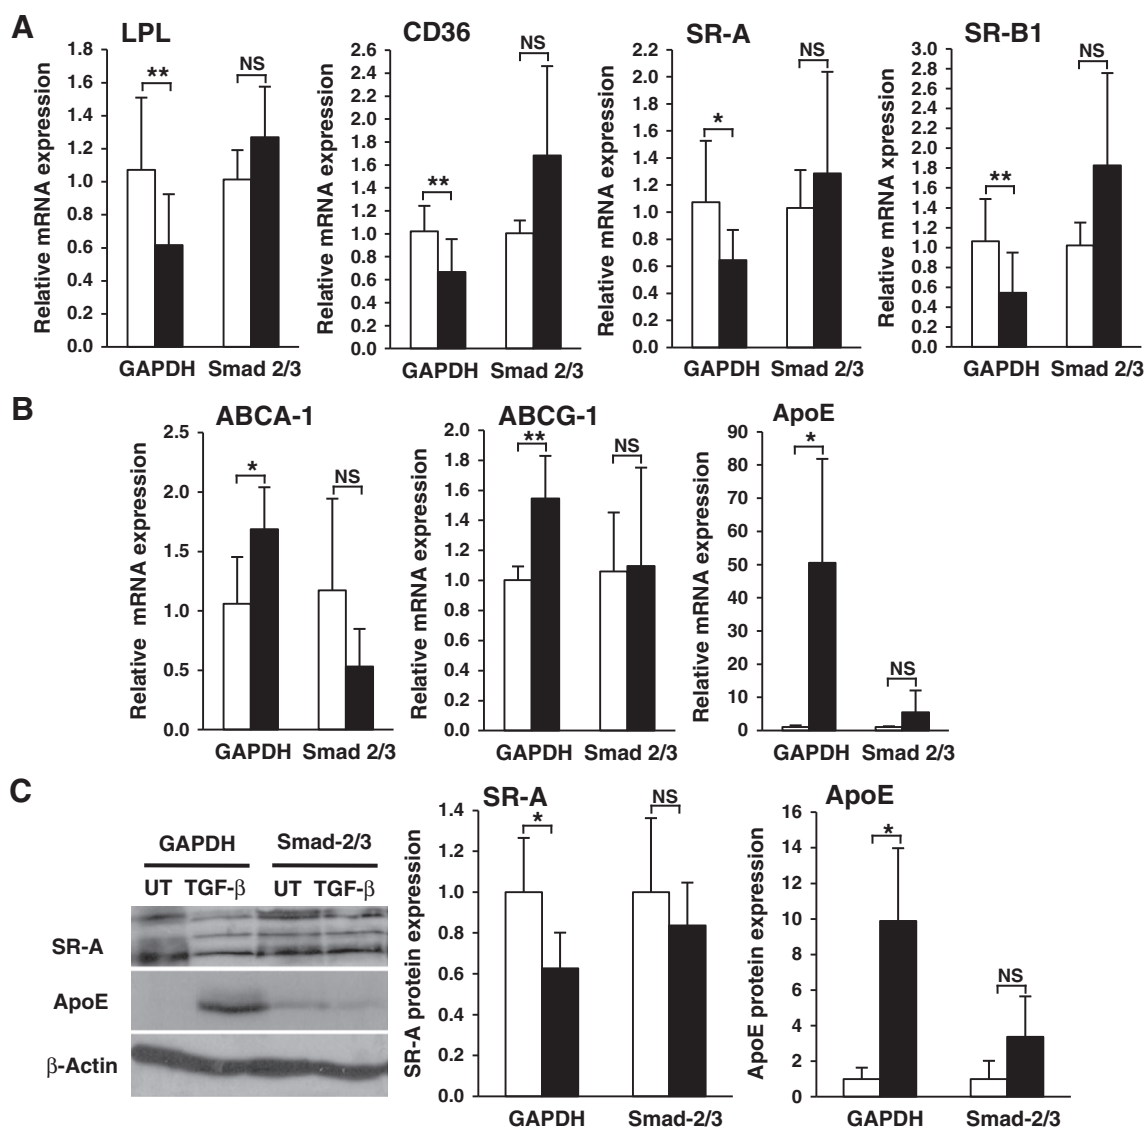 A
LPL
Relative mRNA expression
1.8
1.6
1.4
1.2
1.0
0.8
0.6
0.4
0.2
0.0
**
NS
GAPDH Smad 2/3
CD36
Relative mRNA expression
2.6
2.4
2.2
2.0
1.8
1.6
1.4
1.2
1.0
0.8
0.6
0.4
0.2
0.0
**
NS
GAPDH Smad 2/3
SR-A
Relative mRNA expression
2.2
2.0
1.8
1.6
1.4
1.2
1.0
0.8
0.6
0.4
0.2
0.0
*
NS
GAPDH Smad 2/3
SR-B1
Relative mRNA xpression
3.0
2.8
2.6
2.4
2.2
2.0
1.8
1.6
1.4
1.2
1.0
0.8
0.6
0.4
0.2
0.0
**
NS
GAPDH Smad 2/3
B
ABCA-1
Relative mRNA expression
2.5
2.0
1.5
1.0
0.5
0.0
*
NS
GAPDH Smad 2/3
ABCG-1
Relative mRNA expression
2.0
1.8
1.6
1.4
1.2
1.0
0.8
0.6
0.4
0.2
0.0
**
NS
GAPDH Smad 2/3
ApoE
Relative mRNA expression
90
80
70
60
50
40
30
20
10
0
*
NS
GAPDH Smad 2/3
C
GAPDH Smad-2/3
UT TGF-β UT TGF-β
SR-A
ApoE
β-Actin
SR-A
SR-A protein expression
1.4
1.2
1.0
0.8
0.6
0.4
0.2
0.0
*
NS
GAPDH Smad-2/3
ApoE
ApoE protein expression
16
14
12
10
8
6
4
2
0
*
NS
GAPDH Smad-2/3